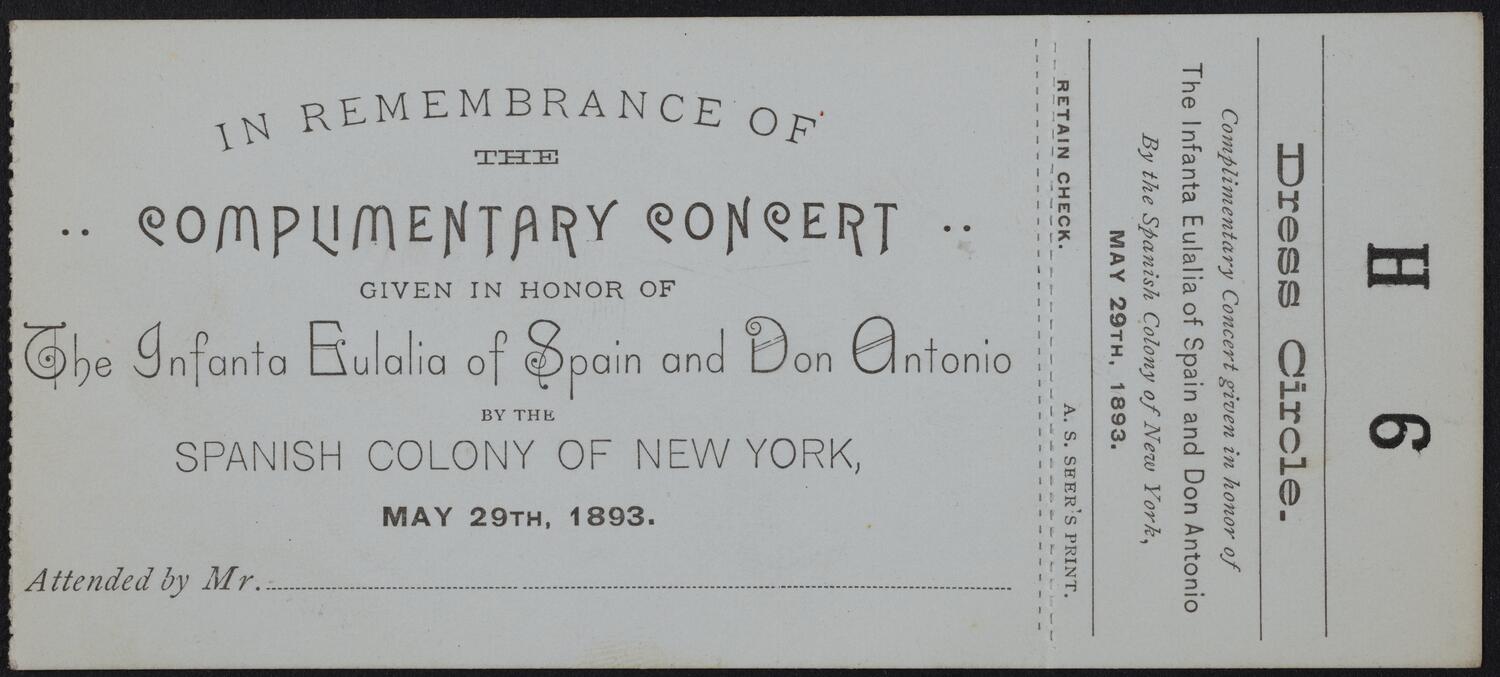 IN REMEMBRANCE OF
THE
.. COMPLIMENTARY CONCERT ..
GIVEN IN HONOR OF
The Infanta Eulalia of Spain and Don Antonio
BY THE
SPANISH COLONY OF NEW YORK,
MAY 29TH, 1893.
Attended by Mr.
RETAIN CHECK. A. S. SEER'S PRINT.
H 6
Dress Circle.
Complimentary Concert given in honor of
The Infanta Eulalia of Spain and Don Antonio
By the Spanish Colony of New York,
MAY 29TH, 1893.